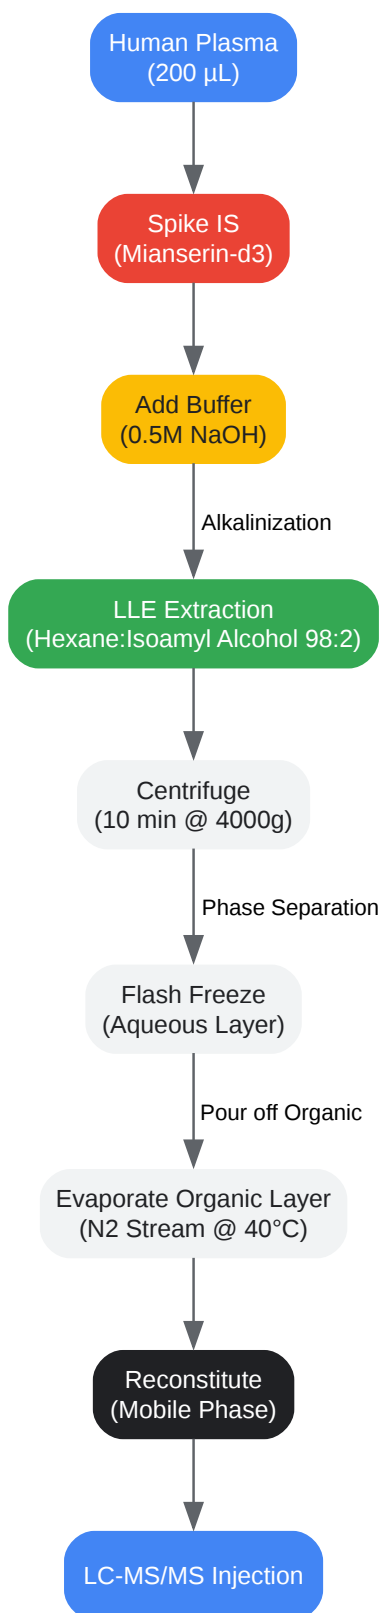 Human Plasma
(200 µL)
Spike IS
(Mianserin-d3)
Add Buffer
(0.5M NaOH)
Alkalinization
LLE Extraction
(Hexane:Isoamyl Alcohol 98:2)
Centrifuge
(10 min @ 4000g)
Phase Separation
Flash Freeze
(Aqueous Layer)
Pour off Organic
Evaporate Organic Layer
(N2 Stream @ 40°C)
Reconstitute
(Mobile Phase)
LC-MS/MS Injection